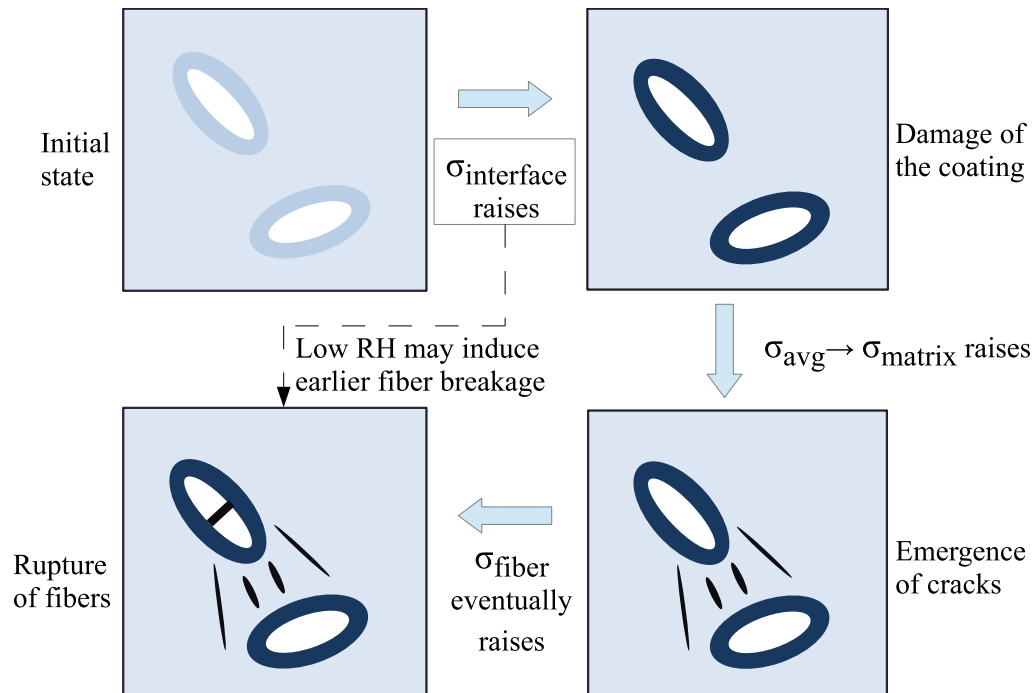 Initial
state
σinterface
raises
Damage of
the coating
σavg→ σmatrix raises
Low RH may induce
earlier fiber breakage
Rupture
of fibers
σfiber
eventually
raises
Emergence
of cracks